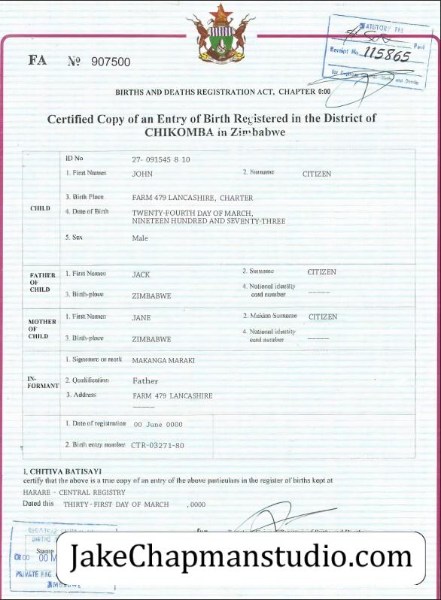 STATUTORY FEE
Paid
Receipt No. 115865
FA № 907500
BIRTHS AND DEATHS REGISTRATION ACT, CHAPTER 0:00
Certified Copy of an Entry of Birth Registered in the District of
CHIKOMBA in Zimbabwe
ID No 27- 091545 S 10
CHILD
1. First Names JOHN 2. Surname CITIZEN
3. Birth Place FARM 479 LANCASHIRE, CHARTER
4. Date of Birth TWENTY-FOURTH DAY OF MARCH,
NINETEEN HUNDRED AND SEVENTY-THREE
5. Sex Male
FATHER OF CHILD
1. First Names JACK 2. Surname CITIZEN
3. Birth-place ZIMBABWE 4. National identity card number ------
MOTHER OF CHILD
1. First Names JANE 2. Maiden Surname CITIZEN
3. Birth-place ZIMBABWE 4. National identity card number ------
IN-FORMANT
1. Signature or mark MAKANGA MARAKI
2. Qualification Father
3. Address FARM 479 LANCASHIRE
------
1. Date of registration 00 June 0000
2. Birth entry number CTR-03271-80
I, CHITIVA BATISAYI
certify that the above is a true copy of an entry of the above particulars in the register of births kept at
HARARE - CENTRAL REGISTRY
Dated this THIRTY-FIRST DAY OF MARCH ,0000
Stamp
JakeChapmanstudio.com